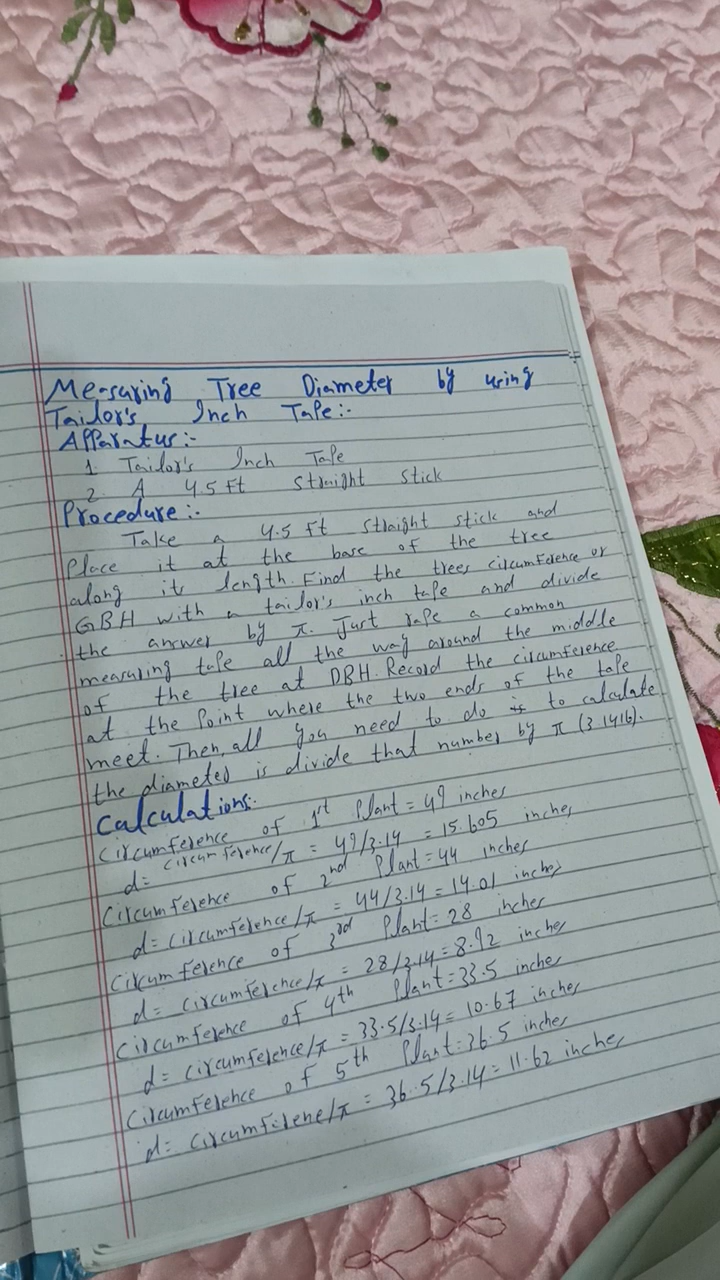 Measuring Tree Diameter by using
Tailor's Inch Tape:-
Apparatus:-
1. Tailor's Inch Tape
2. A 4.5 Ft straight stick
Procedure:-
Take a 4.5 Ft straight stick and
Place it at the base of the tree
along its length. Find the trees circumference or
GBH with a tailor's inch tape and divide
the answer by π. Just rape a common
measuring tape all the way around the middle
of the tree at DBH. Record the circumference
at the Point where the two ends of the tape
meet. Then, all you need to do is to calculate
the diameter is divide that number by π (3.1416).
Calculations:-
Circumference of 1st Plant = 49 inches
d= circumference/π = 49/3.14 = 15.605 inches
Circumference of 2nd Plant = 44 inches
d= circumference/π = 44/3.14 = 14.01 inches
Circumference of 3rd Plant = 28 inches
d= circumference/π = 28/3.14 = 8.92 inches
Circumference of 4th Plant = 33.5 inches
d= circumference/π = 33.5/3.14 = 10.67 inches
Circumference of 5th Plant = 36.5 inches
d= circumfirene/π = 36.5/3.14 = 11.62 inches